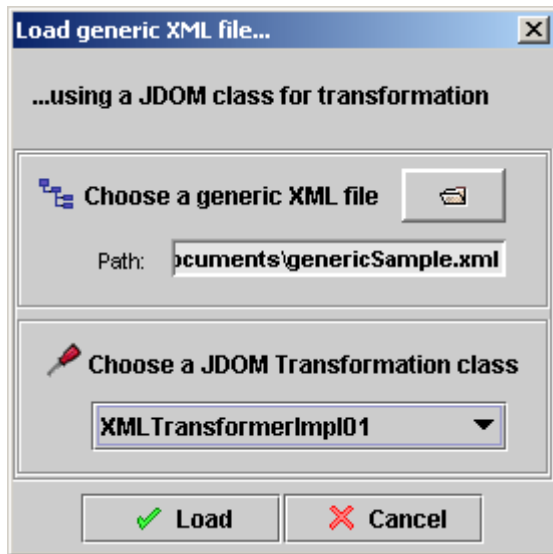 Load generic XML file...
...using a JDOM class for transformation
Choose a generic XML file
Path: ocuments\genericSample.xml
Choose a JDOM Transformation class
XMLTransformerImpl01
Load Cancel